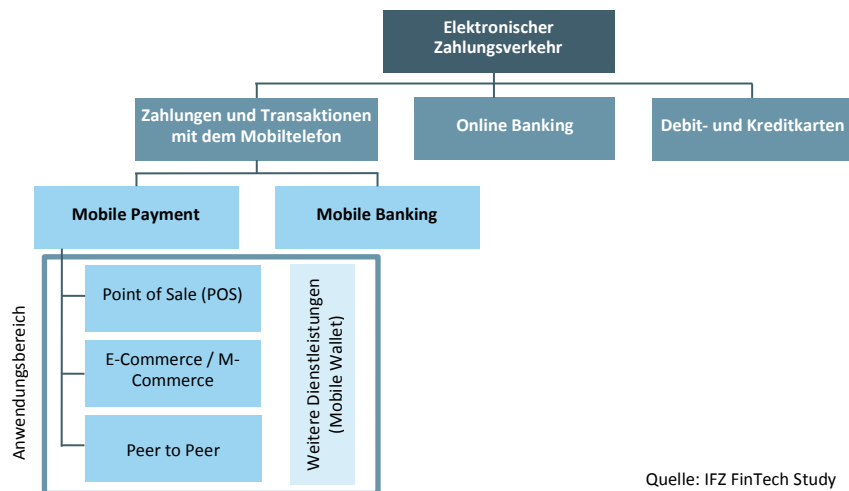 Elektronischer
Zahlungsverkehr
Zahlungen und Transaktionen
mit dem Mobiltelefon
Online Banking
Debit- und Kreditkarten
Mobile Payment
Mobile Banking
Anwendungsbereich
Point of Sale (POS)
E-Commerce / M-
Commerce
Peer to Peer
Weitere Dienstleistungen
(Mobile Wallet)
Quelle: IFZ FinTech Study